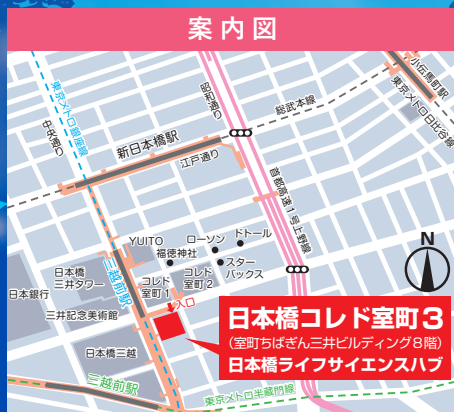 案内図
小伝馬町駅
東京メトロ日比谷線
昭和通り
総武本線
東京メトロ銀座線
中央通り
新日本橋駅
江戸通り
首都高速1号上野線
YUITO
福徳神社
ローソン
ドトール
スター
バックス
コレド
室町1
コレド
室町2
三越前駅
日本橋
三井タワー
日本銀行
三井記念美術館
入口
日本橋三越
N
日本橋コレド室町3
(室町ちばぎん三井ビルディング8階)
日本橋ライフサイエンスハブ
三越前駅
東京メトロ半蔵門線